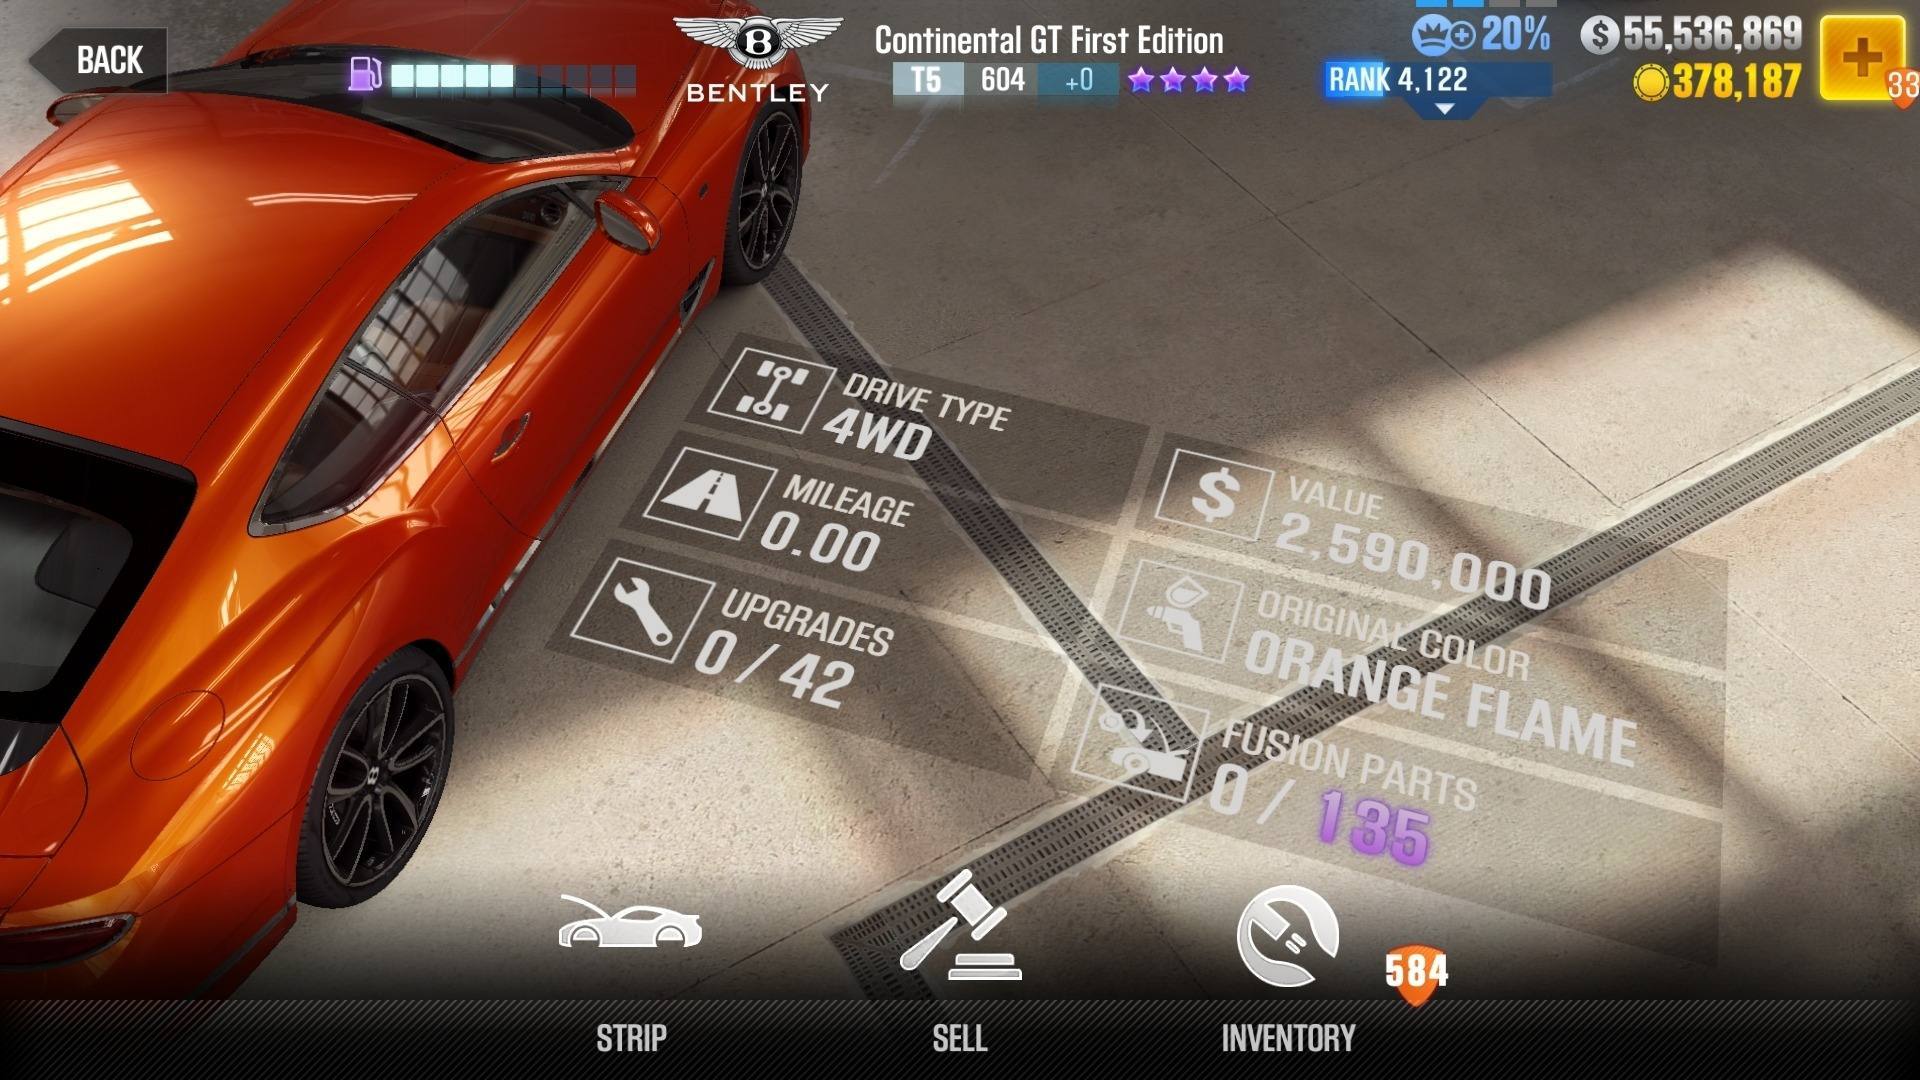 BACK
BENTLEY
Continental GT First Edition
T5 604 +0
20%
RANK 4,122
$ 55,536,869
378,187
33
DRIVE TYPE
4WD
MILEAGE
0.00
UPGRADES
0/42
$ VALUE
2,590,000
ORIGINAL COLOR
ORANGE FLAME
FUSION PARTS
0/ 135
584
STRIP
SELL
INVENTORY